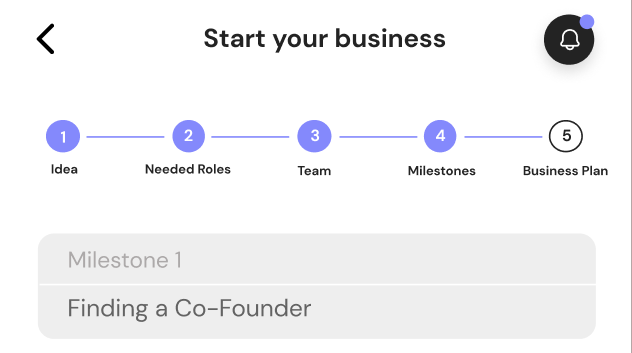 Start your business
1 2 3 4 5
Idea Needed Roles Team Milestones Business Plan
Milestone 1
Finding a Co-Founder